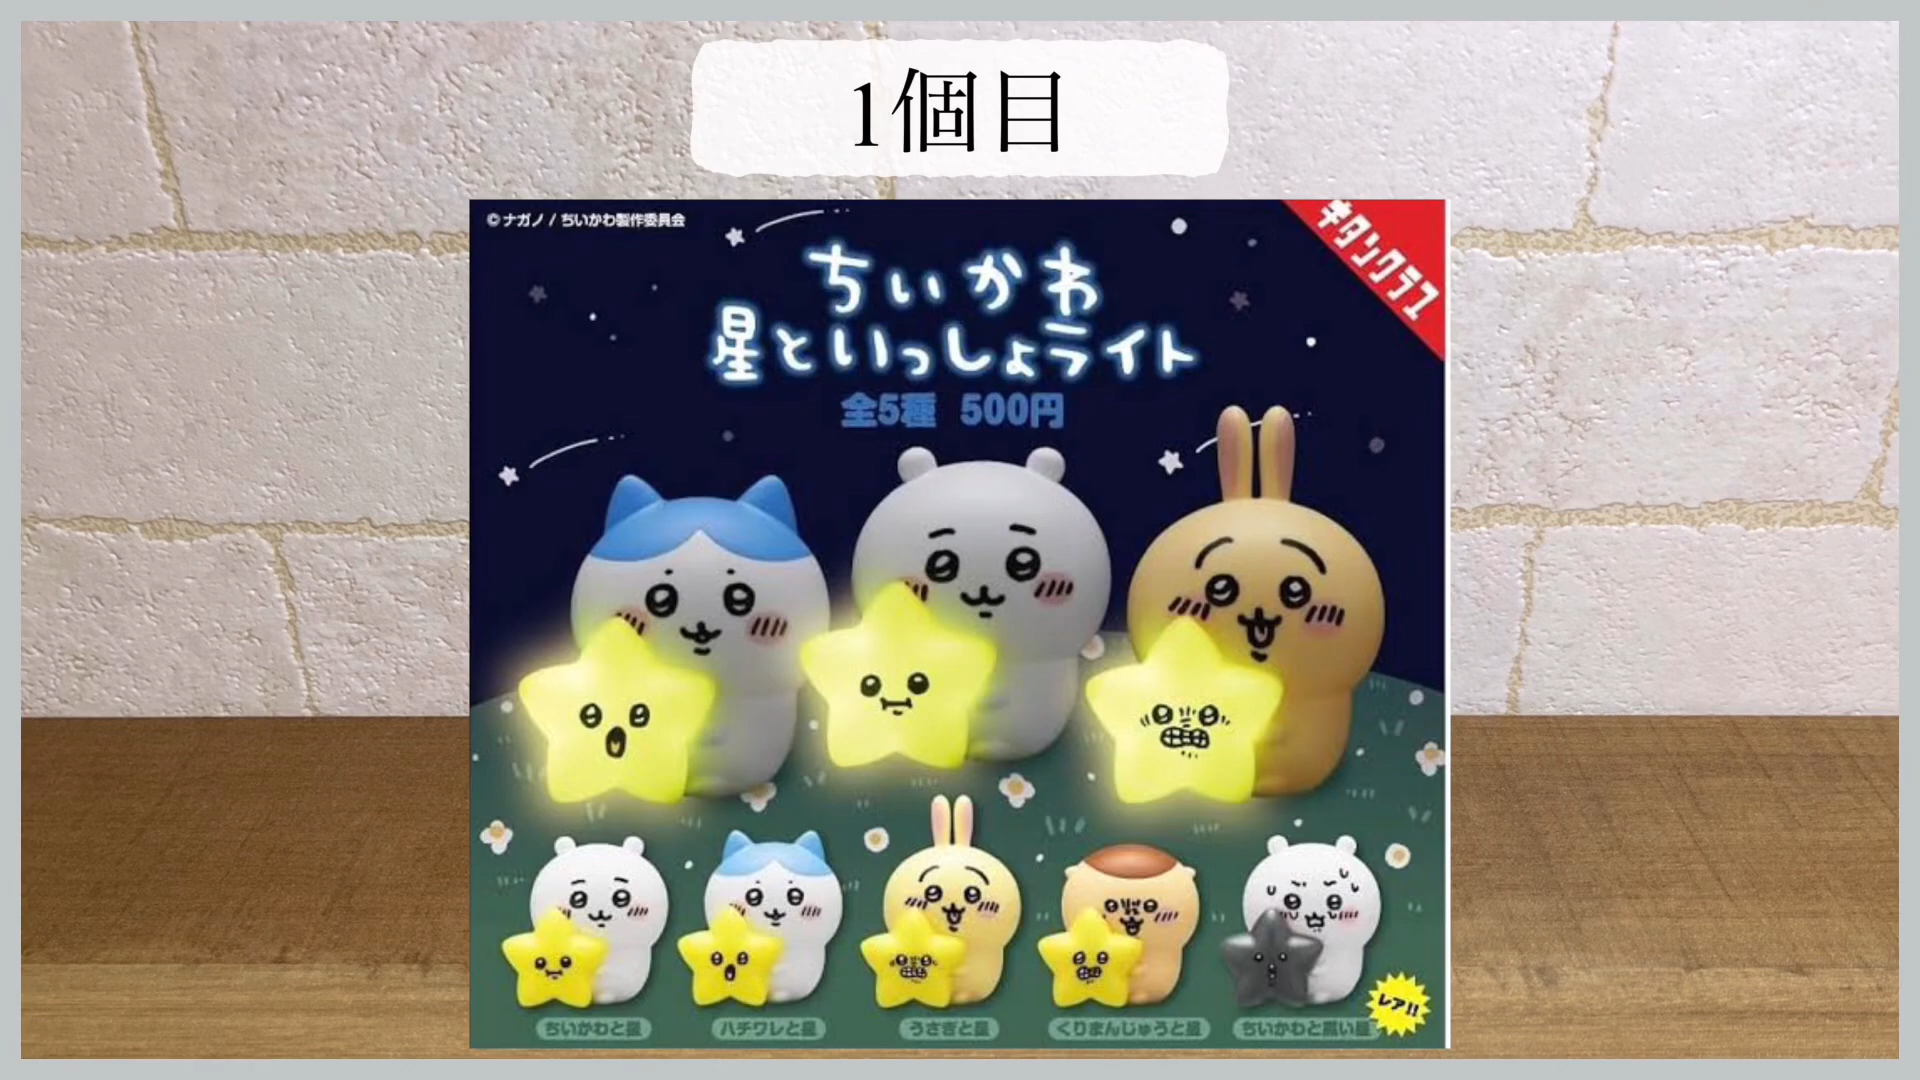 1個目
© ナガノ / ちいかわ製作委員会
キタンクラブ
ちいかわ
星といっしょライト
全5種 500円
ちいかわと星
ハチワレと星
うさぎと星
くりまんじゅうと星
ちいかわと黒い星
レア!!